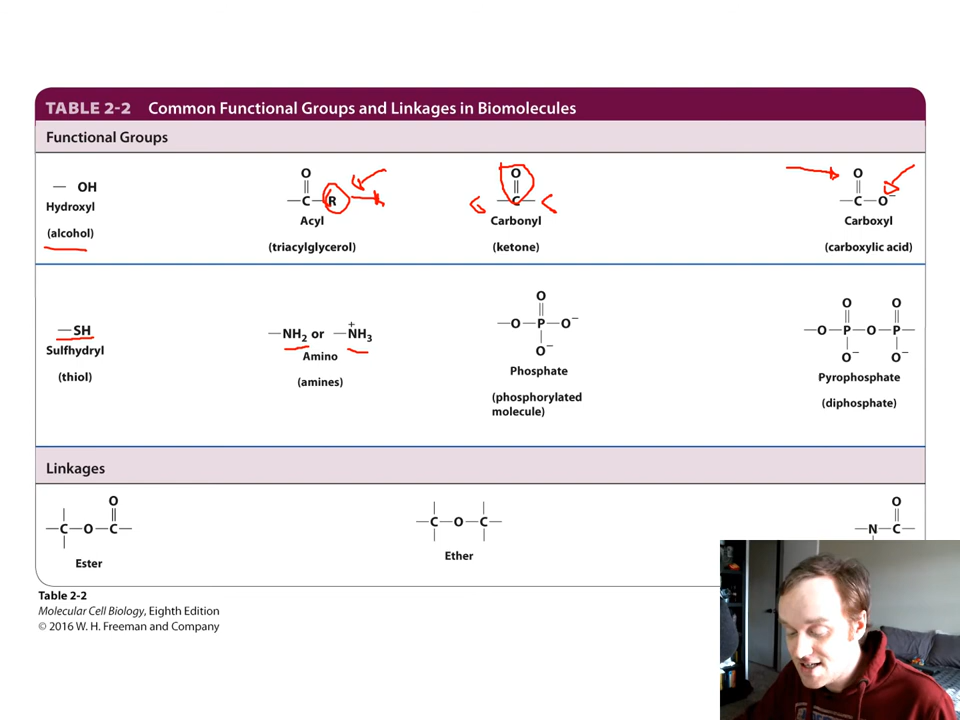 TABLE 2-2 Common Functional Groups and Linkages in Biomolecules
Functional Groups
— OH
Hydroxyl
(alcohol)
O
—C—R
Acyl
(triacylglycerol)
O
—C—
Carbonyl
(ketone)
O
—C—O−
Carboxyl
(carboxylic acid)
—SH
Sulfhydryl
(thiol)
+
—NH2 or —NH3
Amino
(amines)
O
—O—P—O−
O−
Phosphate
(phosphorylated
molecule)
O O
—O—P—O—P—
O− O−
Pyrophosphate
(diphosphate)
Linkages
O
—C—O—C—
Ester
—C—O—C—
Ether
O
—N—C—
Table 2-2
Molecular Cell Biology, Eighth Edition
© 2016 W. H. Freeman and Company